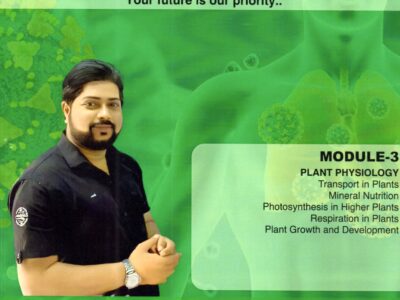 Your future is our priority..
MODULE-3
PLANT PHYSIOLOGY
Transport in Plants
Mineral Nutrition
Photosynthesis in Higher Plants
Respiration in Plants
Plant Growth and Development